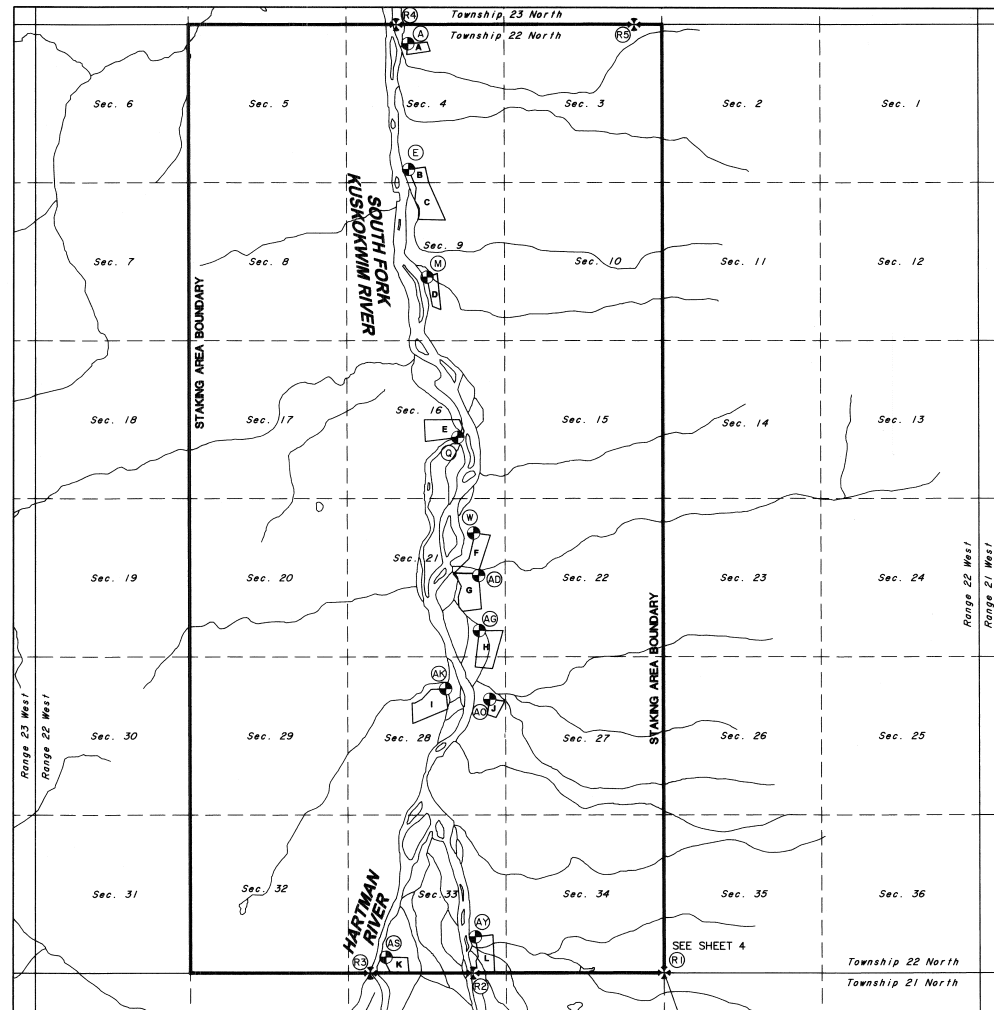 Township 23 North
R4
Township 22 North
R5
A
A
Sec. 6
Sec. 5
Sec. 4
Sec. 3
Sec. 2
Sec. 1
E
B
C
SOUTH FORK
KUSKOKWIM RIVER
Sec. 7
Sec. 8
Sec. 9
Sec. 10
Sec. 11
Sec. 12
M
D
STAKING AREA BOUNDARY
Sec. 18
Sec. 17
Sec. 16
Sec. 15
Sec. 14
Sec. 13
E
Q
W
F
Sec. 19
Sec. 20
Sec. 21
Sec. 22
Sec. 23
Sec. 24
AD
G
Range 22 West
Range 21 West
AG
H
STAKING AREA BOUNDARY
AK
I
AO
J
Range 23 West
Range 22 West
Sec. 30
Sec. 29
Sec. 28
Sec. 27
Sec. 26
Sec. 25
Sec. 31
Sec. 32
Sec. 33
Sec. 34
Sec. 35
Sec. 36
HARTMAN
RIVER
AY
L
AS
K
SEE SHEET 4
R3
R2
R1
Township 22 North
Township 21 North